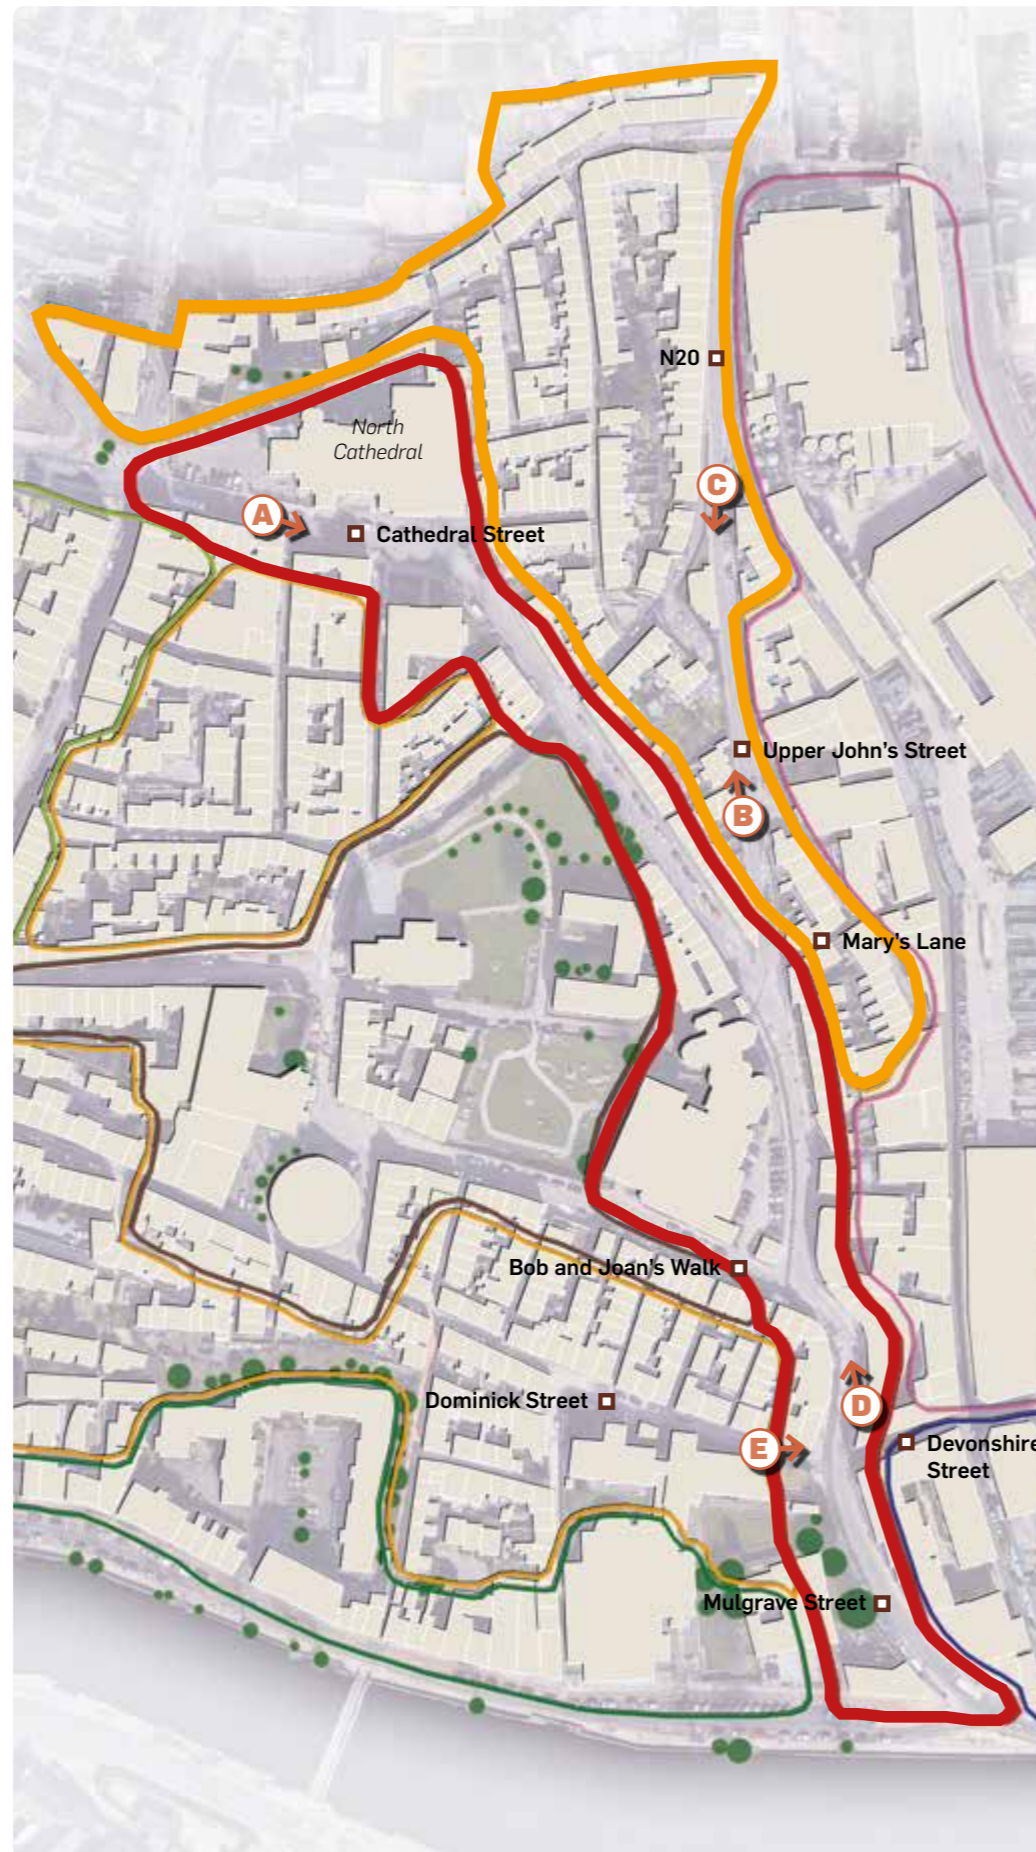 N20
North
Cathedral
C
A
Cathedral Street
Upper John's Street
B
Mary's Lane
Bob and Joan's Walk
Dominick Street
D
E
Devonshire
Street
Mulgrave Street